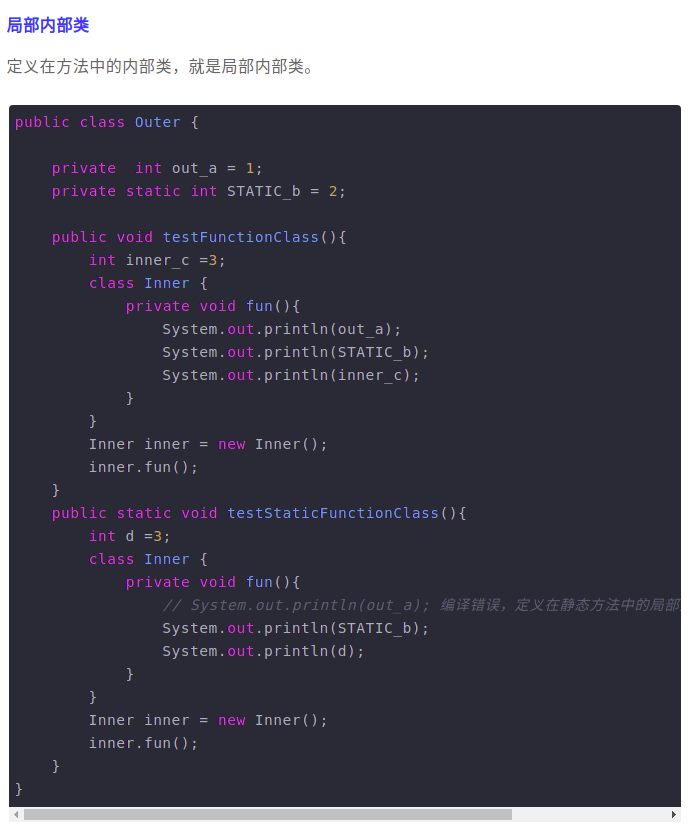 局部内部类
定义在方法中的内部类，就是局部内部类。
public class Outer {
    private  int out_a = 1;
    private static int STATIC_b = 2;
    public void testFunctionClass(){
        int inner_c =3;
        class Inner {
            private void fun(){
                System.out.println(out_a);
                System.out.println(STATIC_b);
                System.out.println(inner_c);
            }
        }
        Inner inner = new Inner();
        inner.fun();
    }
    public static void testStaticFunctionClass(){
        int d =3;
        class Inner {
            private void fun(){
                // System.out.println(out_a); 编译错误，定义在静态方法中的局部
                System.out.println(STATIC_b);
                System.out.println(d);
            }
        }
        Inner inner = new Inner();
        inner.fun();
    }
}